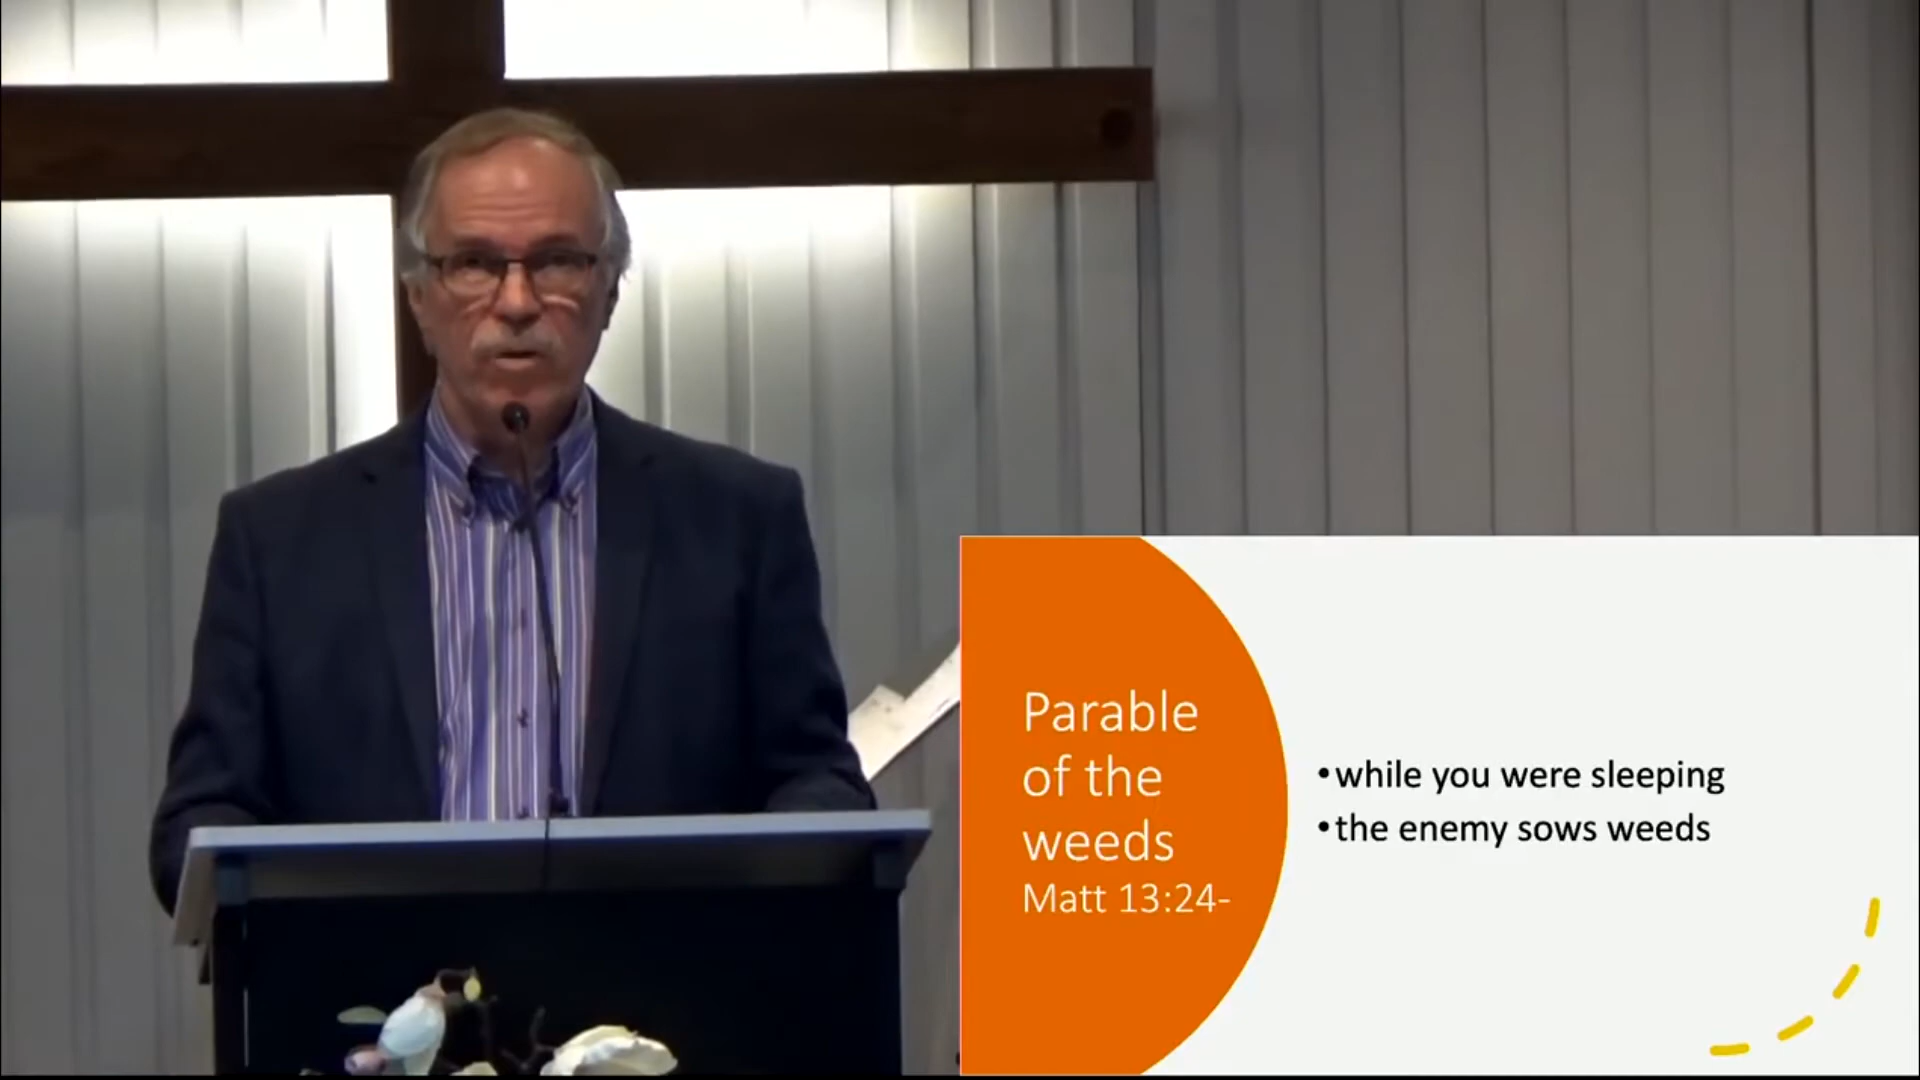 Parable
of the
weeds
Matt 13:24-
•while you were sleeping
•the enemy sows weeds